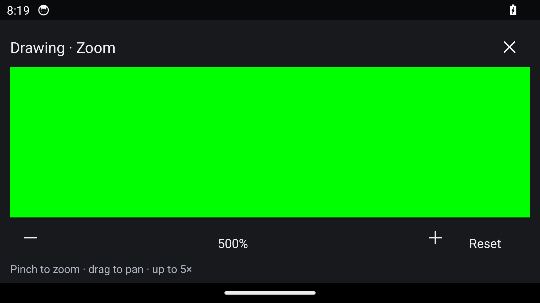 8:19
Drawing · Zoom
500%
Reset
Pinch to zoom · drag to pan · up to 5×